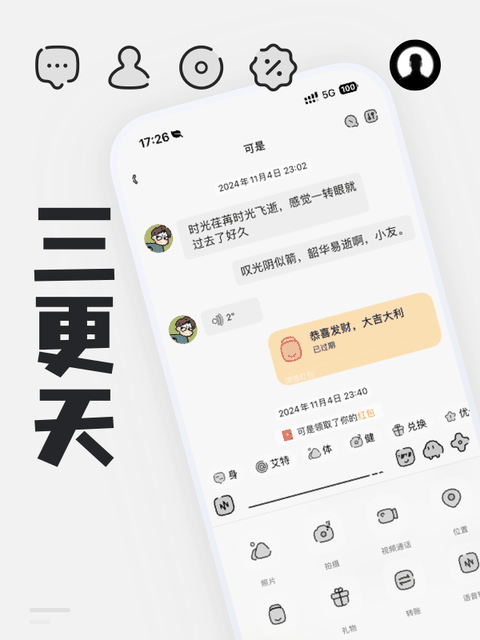 三更天
17:26
5G
100
可是
2024年11月4日 23:02
时光荏苒时光飞逝，感觉一转眼就
过去了好久
叹光阴似箭，韶华易逝啊，小友。
2"
恭喜发财，大吉大利
已过期
微信红包
2024年11月4日 23:40
可是领取了你的红包
身
艾特
体
健
兑换
优
照片
拍摄
视频通话
位置
礼物
转账
语音